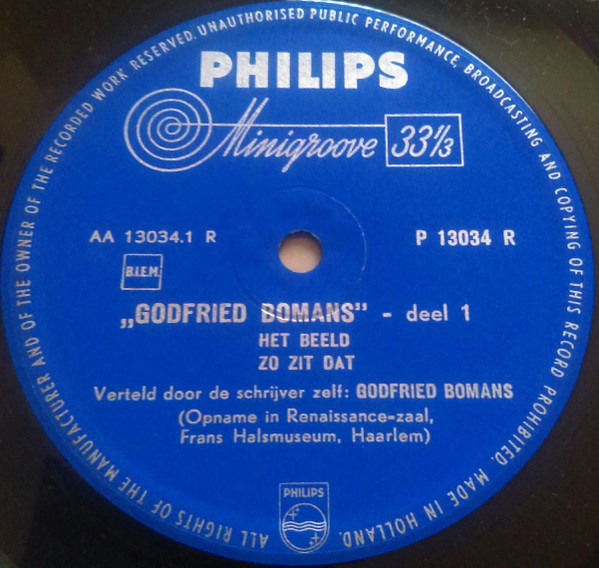 ALL RIGHTS OF THE MANUFACTURER AND OF THE OWNER OF THE RECORDED WORK RESERVED. UNAUTHORISED PUBLIC PERFORMANCE, BROADCASTING AND COPYING OF THIS RECORD PROHIBITED. MADE IN HOLLAND.
PHILIPS
Minigroove 33⅓
AA 13034.1 R
P 13034 R
B.I.E.M.
„GODFRIED BOMANS” - deel 1
HET BEELD
ZO ZIT DAT
Verteld door de schrijver zelf: GODFRIED BOMANS
(Opname in Renaissance-zaal,
Frans Halsmuseum, Haarlem)
PHILIPS